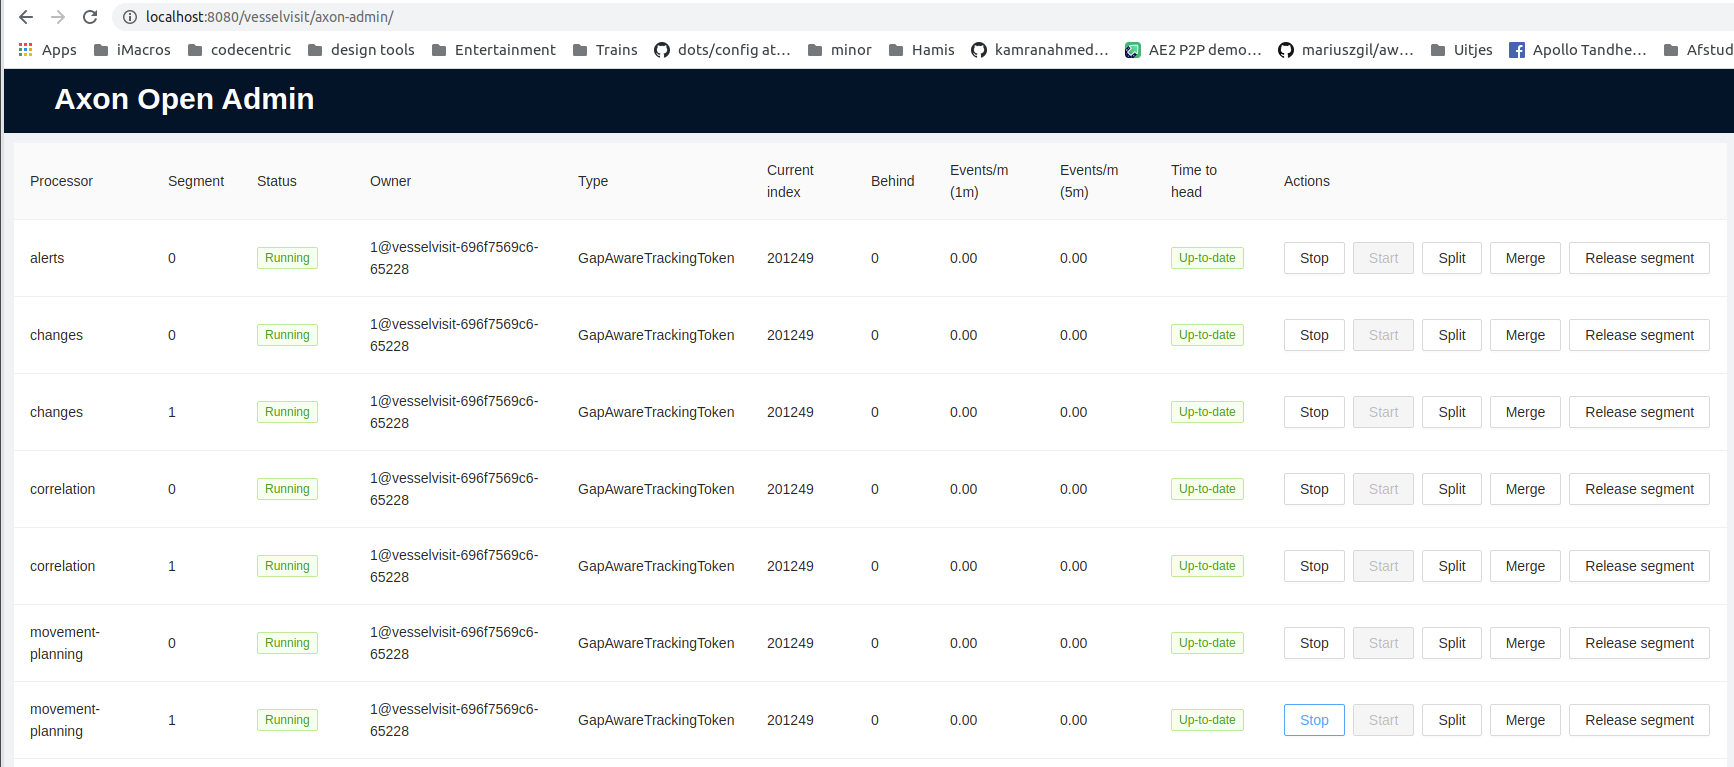 localhost:8080/vesselvisit/axon-admin/
Apps iMacros codecentric design tools Entertainment Trains dots/config at... minor Hamis kamranahmed... AE2 P2P demo... mariuszgil/aw... Uitjes Apollo Tandhe... Afstud
Axon Open Admin
Processor Segment Status Owner Type Current index Behind Events/m (1m) Events/m (5m) Time to head Actions
alerts 0 Running 1@vesselvisit-696f7569c6-65228 GapAwareTrackingToken 201249 0 0.00 0.00 Up-to-date Stop Start Split Merge Release segment
changes 0 Running 1@vesselvisit-696f7569c6-65228 GapAwareTrackingToken 201249 0 0.00 0.00 Up-to-date Stop Start Split Merge Release segment
changes 1 Running 1@vesselvisit-696f7569c6-65228 GapAwareTrackingToken 201249 0 0.00 0.00 Up-to-date Stop Start Split Merge Release segment
correlation 0 Running 1@vesselvisit-696f7569c6-65228 GapAwareTrackingToken 201249 0 0.00 0.00 Up-to-date Stop Start Split Merge Release segment
correlation 1 Running 1@vesselvisit-696f7569c6-65228 GapAwareTrackingToken 201249 0 0.00 0.00 Up-to-date Stop Start Split Merge Release segment
movement-planning 0 Running 1@vesselvisit-696f7569c6-65228 GapAwareTrackingToken 201249 0 0.00 0.00 Up-to-date Stop Start Split Merge Release segment
movement-planning 1 Running 1@vesselvisit-696f7569c6-65228 GapAwareTrackingToken 201249 0 0.00 0.00 Up-to-date Stop Start Split Merge Release segment